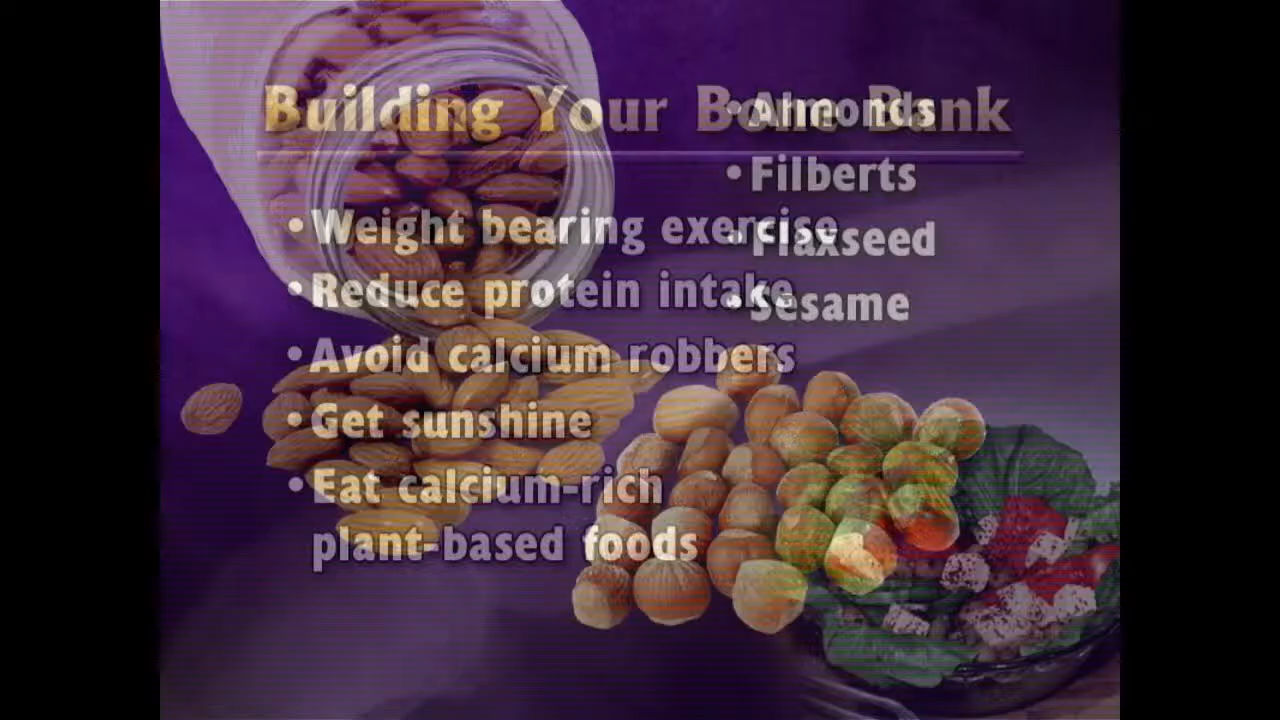 Building Your Bone Bank
• Weight bearing exercise
• Reduce protein intake
• Avoid calcium robbers
• Get sunshine
• Eat calcium-rich
plant-based foods
• Almonds
• Filberts
• Flaxseed
• Sesame